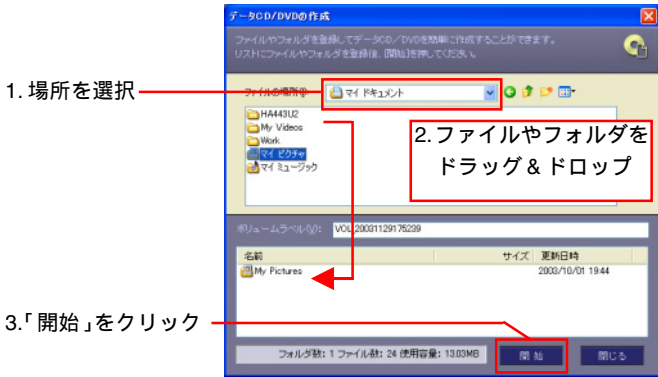 データCD/DVDの作成
ファイルやフォルダを登録してデータCD/DVDを簡単に作成することができます。
リストにファイルやフォルダを登録後、[開始]を押してください。
1. 場所を選択
ファイルの場所(I):
マイ ドキュメント
HA443U2
My Videos
Work
マイ ピクチャ
マイ ミュージック
2. ファイルやフォルダを
ドラッグ & ドロップ
ボリュームラベル(V): VOL_20031129175239
名前 サイズ 更新日時
My Pictures 2003/10/01 19:44
3.「開始」をクリック
フォルダ数: 1 ファイル数: 24 使用容量: 13.03MB
開 始
閉じる